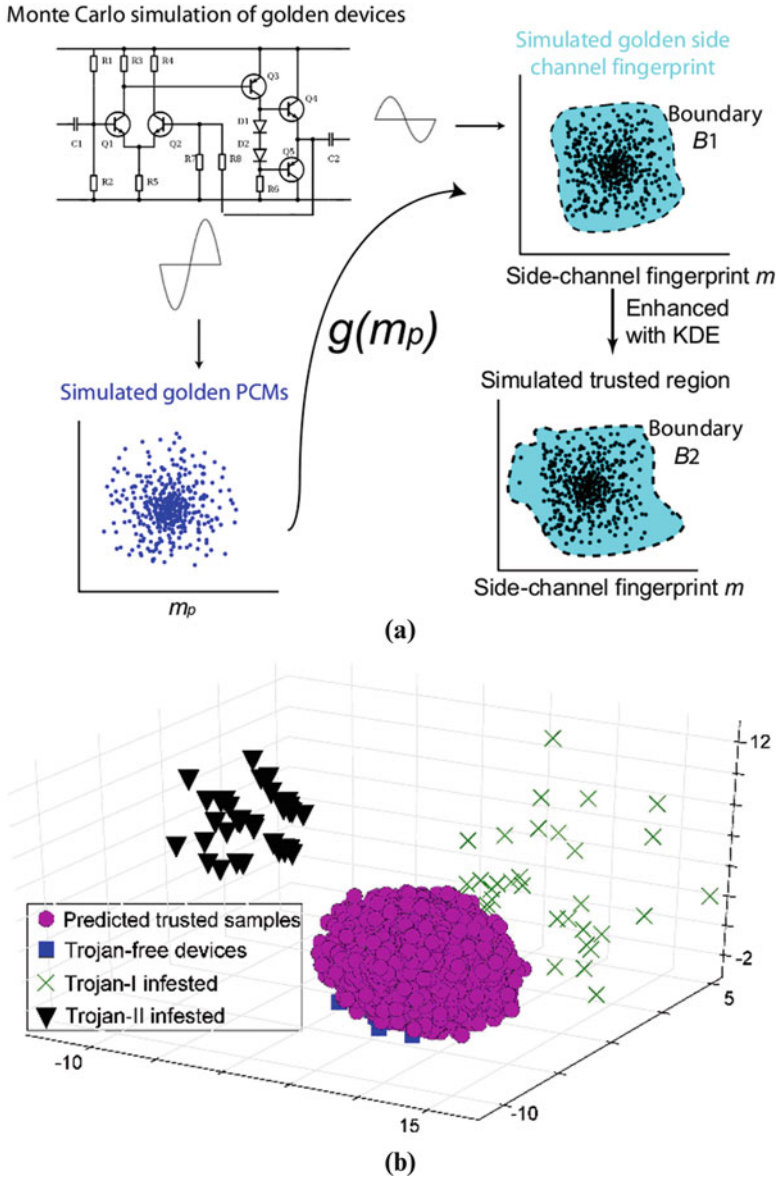 Monte Carlo simulation of golden devices
R1
R3
R4
Q3
Q4
D1
C1
Q1
Q2
D2
Q5
C2
R7
R8
R2
R5
R6
Simulated golden side
channel fingerprint
Boundary
B1
Side-channel fingerprint m
Enhanced
with KDE
g(mp)
Simulated golden PCMs
mp
Simulated trusted region
Boundary
B2
Side-channel fingerprint m
(a)
12
-2
5
-10
15
-10
Predicted trusted samples
Trojan-free devices
Trojan-I infested
Trojan-II infested
(b)